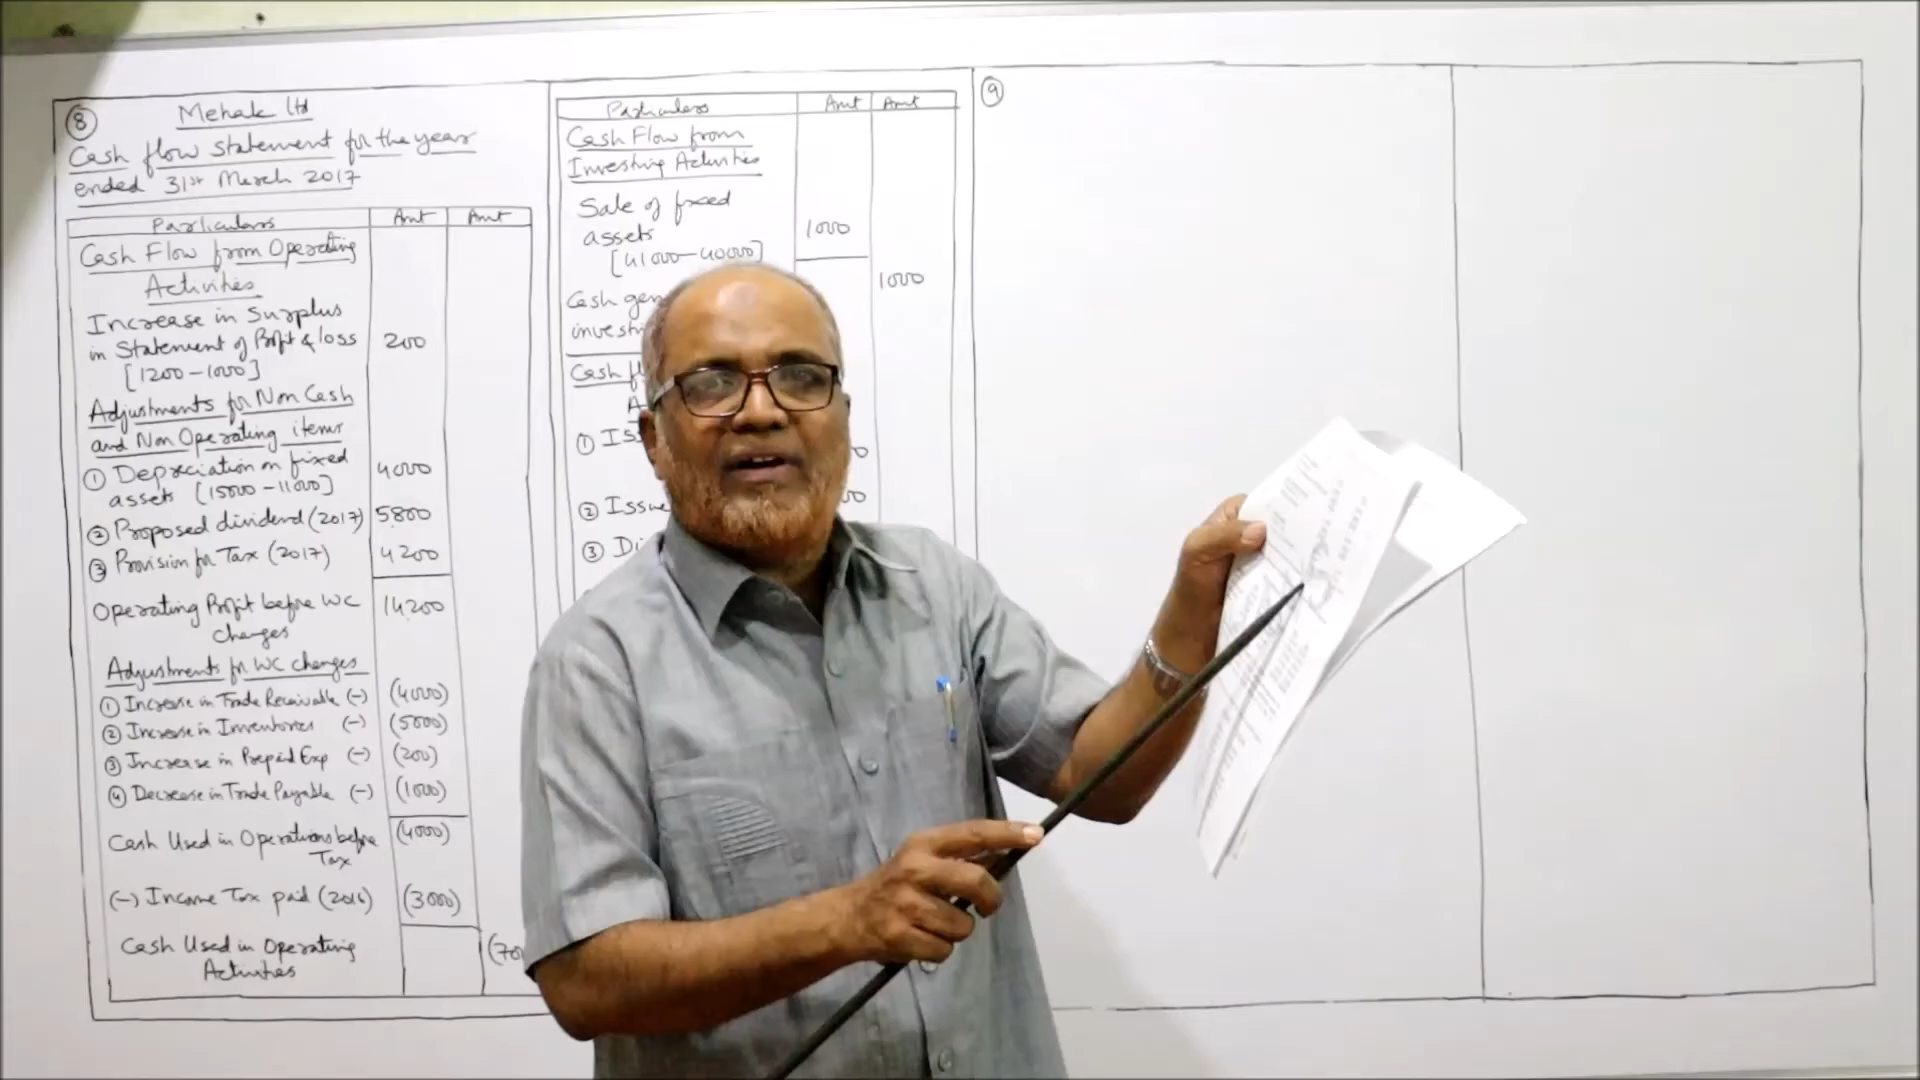 8
Mehak ltd
Cash flow statement for the year
ended 31st March 2017
Particulars Amt Amt
Cash Flow from Operating
Activities
Increase in Surplus
in Statement of Profit & loss 200
[1200-1000]
Adjustments for Non Cash
and Non Operating items
1 Depreciation on fixed 4000
assets [15000-11000]
2 Proposed dividend (2017) 5800
3 Provision for Tax (2017) 4200
Operating Profit before WC 14,200
changes
Adjustments for WC changes
1 Increase in Trade Receivable (-) (4000)
2 Increase in Inventories (-) (5000)
3 Increase in Prepaid Exp (-) (200)
4 Decrease in Trade Payable (-) (1000)
Cash Used in Operations before (4000)
Tax
(-) Income Tax paid (2016) (3000)
Cash Used in Operating (70
Activities
Particulars Amt Amt
Cash Flow from
Investing Activities
Sale of fixed
assets 1000
[41000-40000]
1000
Cash gen
investi
Cash fl
A
1 Iss
2 Issue
3 Di
9